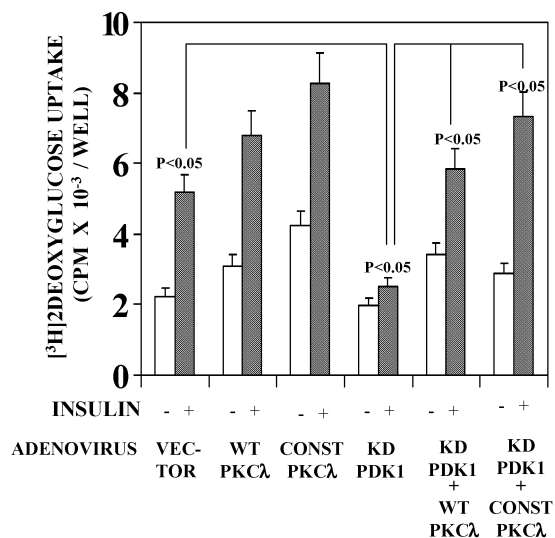 [³H]2DEOXYGLUCOSE UPTAKE
(CPM X 10⁻³ / WELL)
10
8
6
4
2
0
P<0.05
P<0.05
P<0.05
P<0.05
INSULIN - + - + - + - + - + - +
ADENOVIRUS VEC- WT CONST KD KD KD
TOR PKCλ PKCλ PDK1 PDK1 PDK1
+ +
WT CONST
PKCλ PKCλ